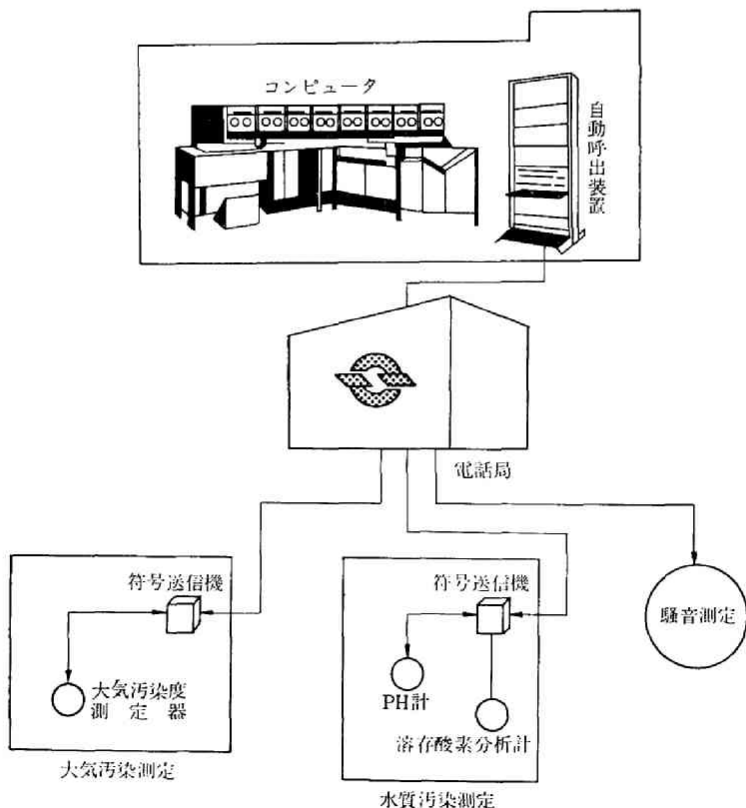 コンピュータ
自動呼出装置
電話局
符号送信機
大気汚染度
測定器
大気汚染測定
符号送信機
PH計
溶存酸素分析計
水質汚染測定
騒音測定